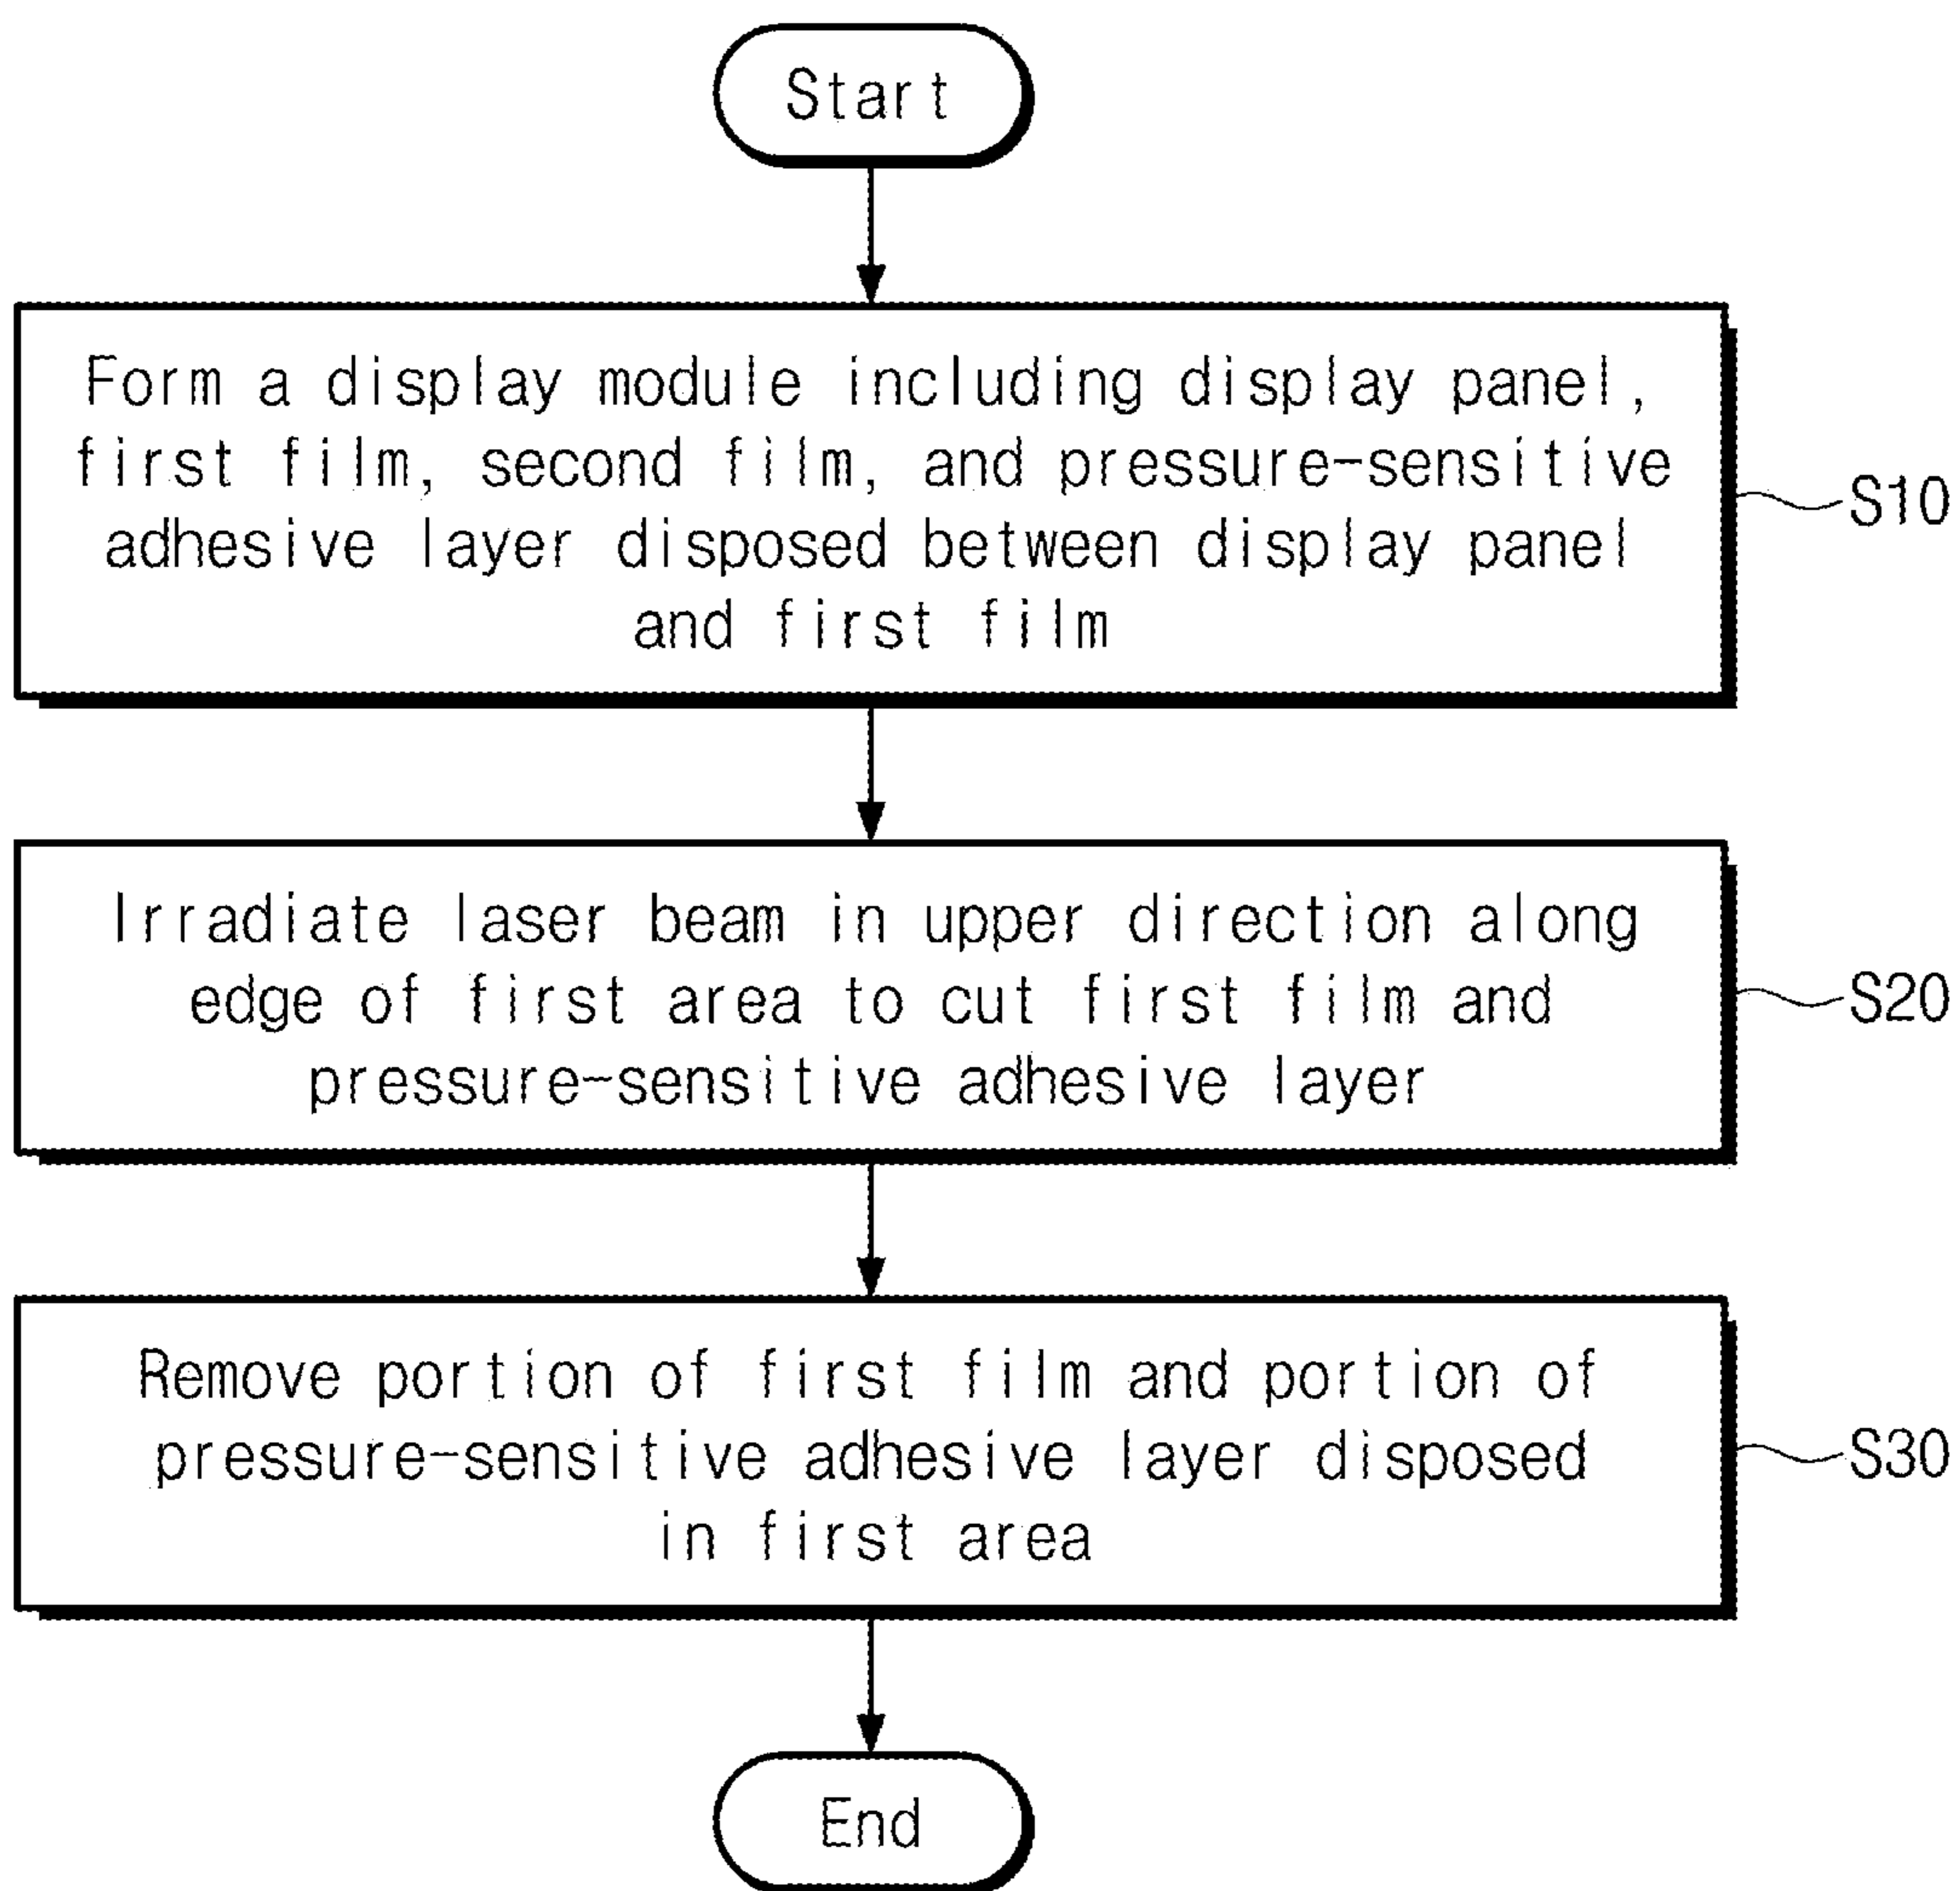 Start
Form a display module including display panel,
first film, second film, and pressure-sensitive
adhesive layer disposed between display panel
and first film
S10
Irradiate laser beam in upper direction along
edge of first area to cut first film and
pressure-sensitive adhesive layer
S20
Remove portion of first film and portion of
pressure-sensitive adhesive layer disposed
in first area
S30
End